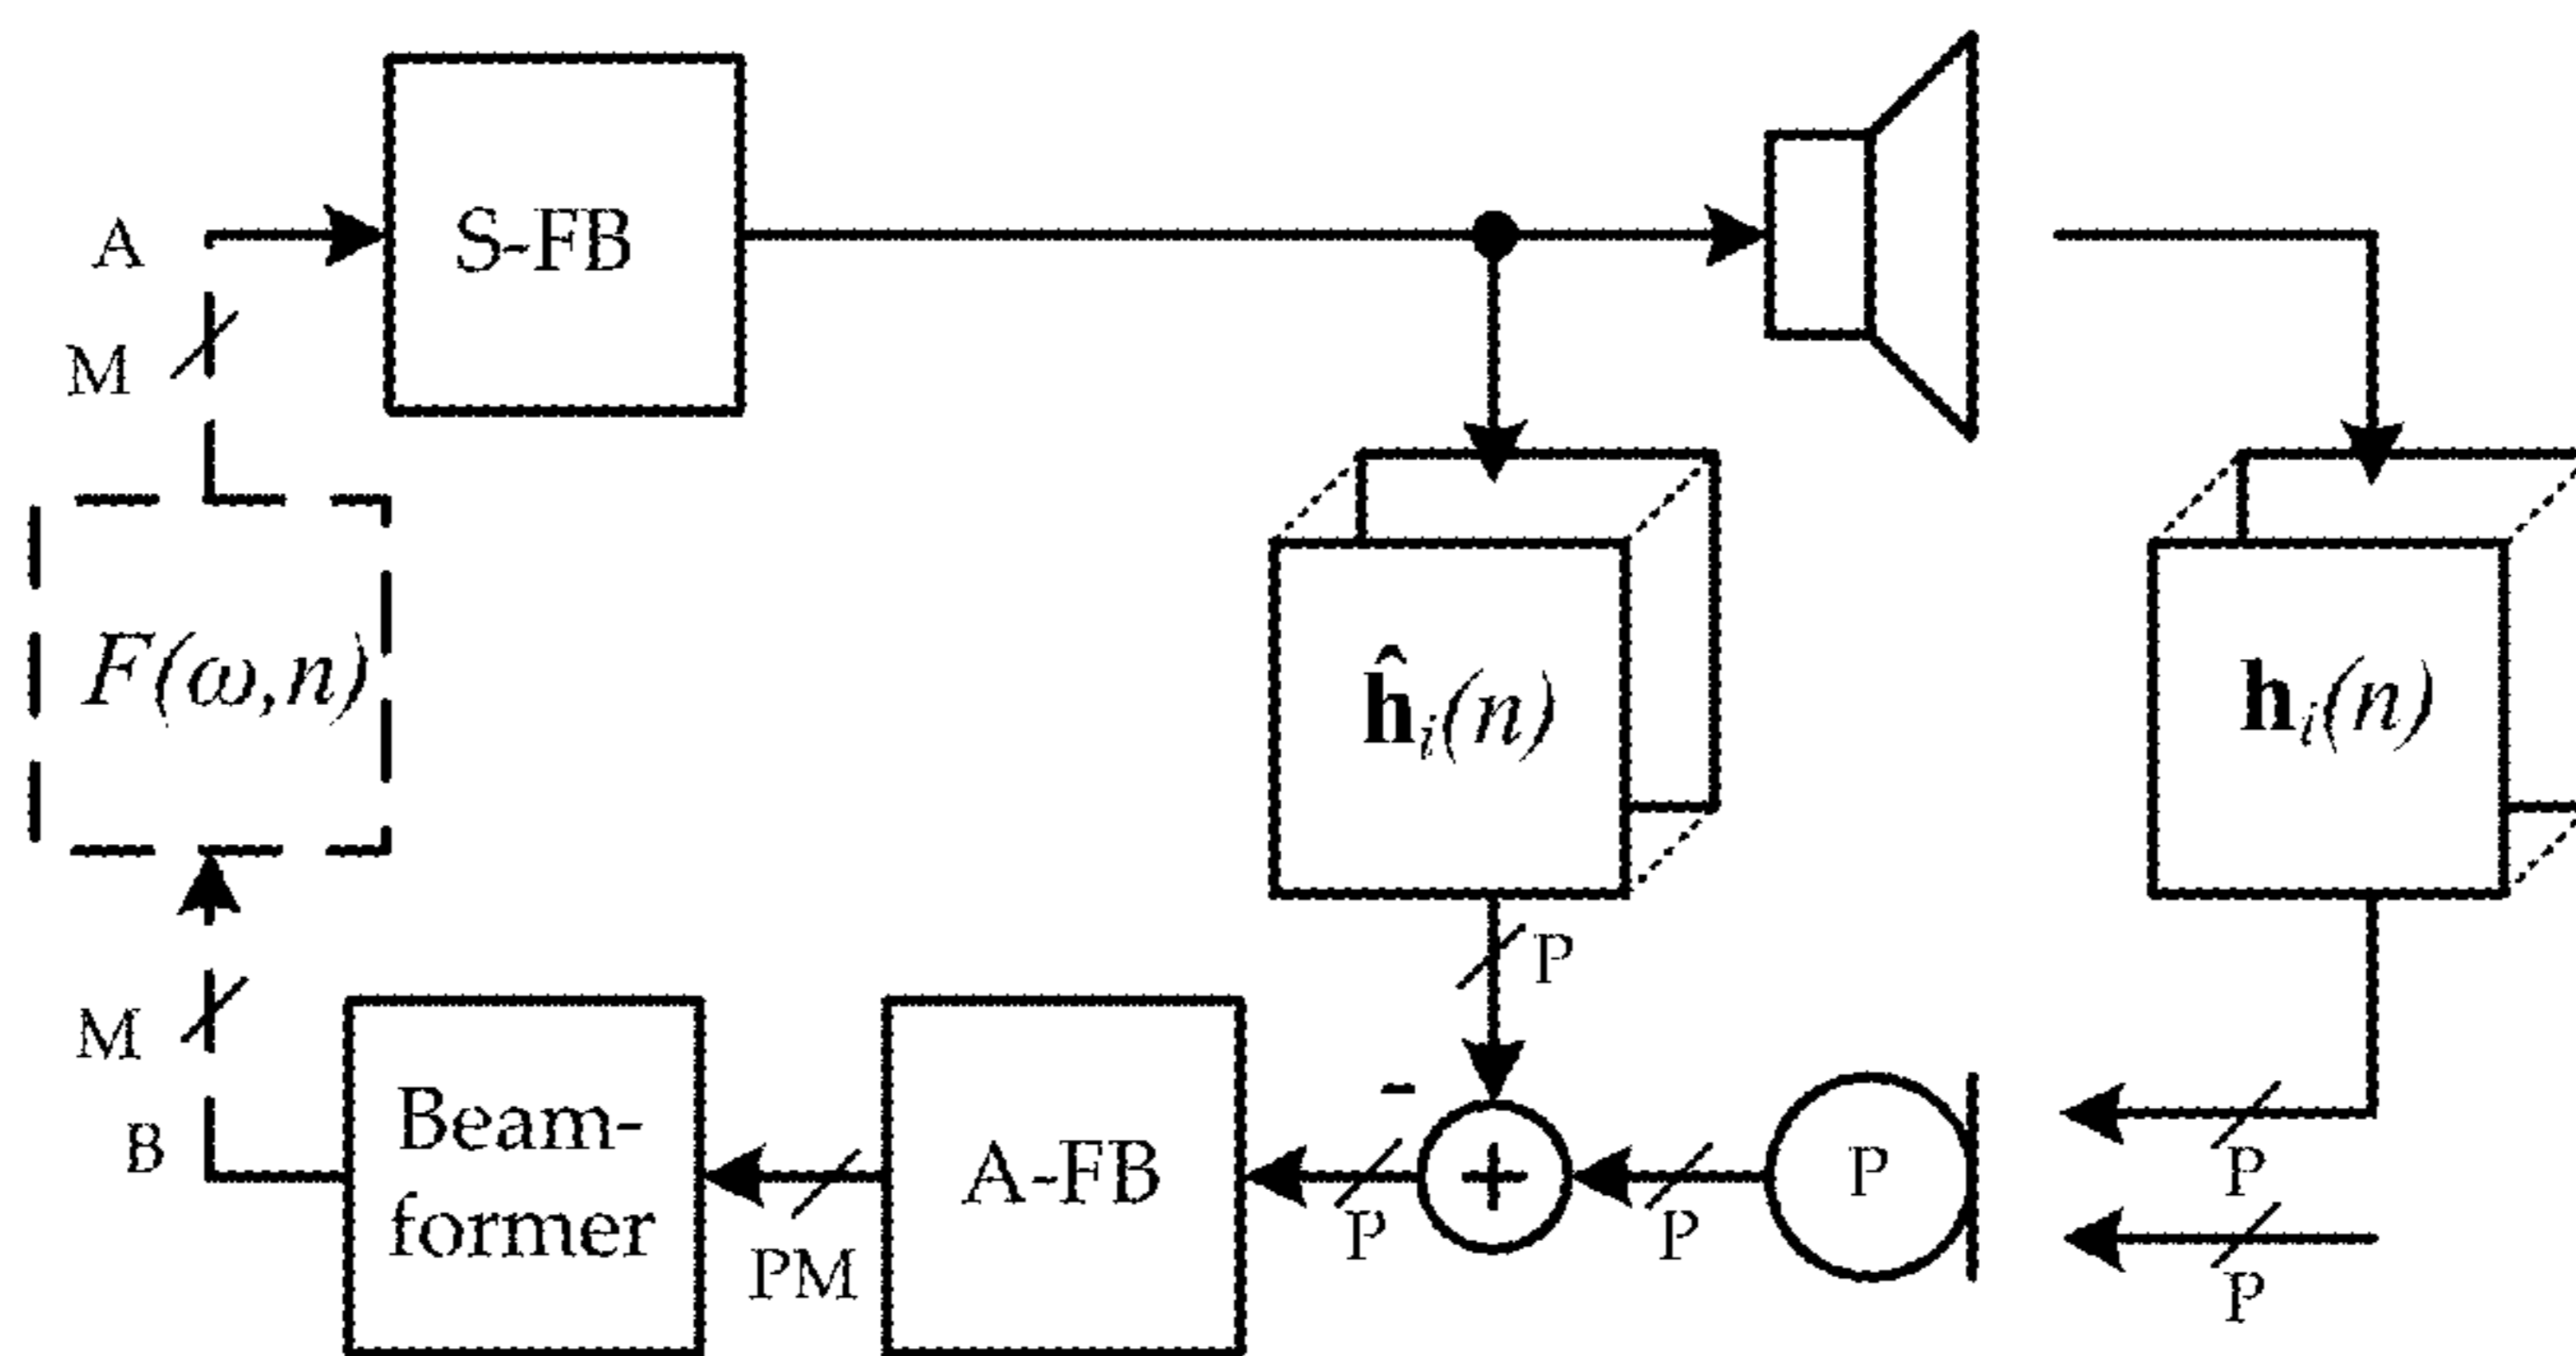 A
S-FB
M
F(ω,n)
ĥi(n)
hi(n)
P
M
-
B
Beam-
former
PM
A-FB
P
+
P
P
P
P